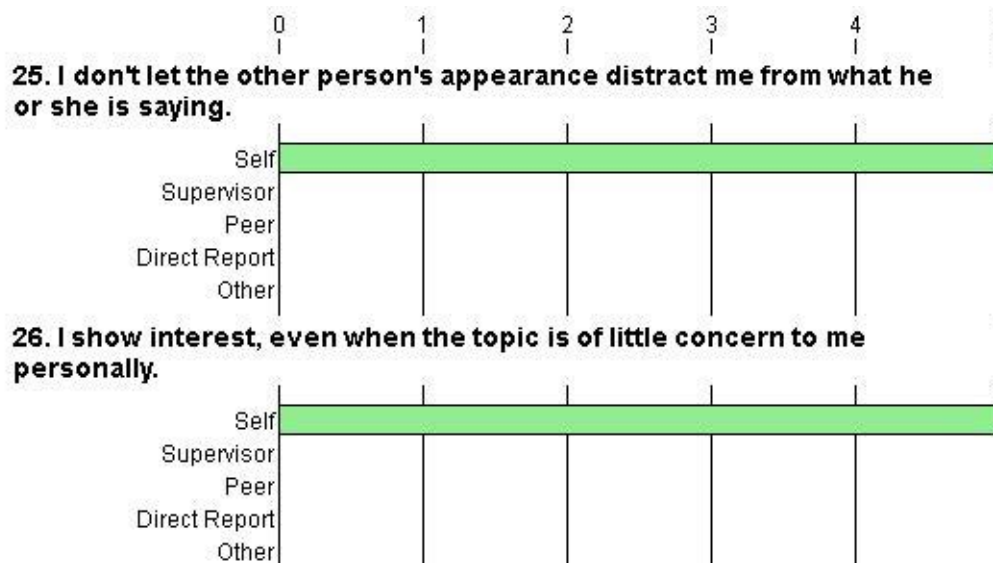 0 1 2 3 4
25. I don't let the other person's appearance distract me from what he
or she is saying.
Self
Supervisor
Peer
Direct Report
Other
26. I show interest, even when the topic is of little concern to me
personally.
Self
Supervisor
Peer
Direct Report
Other